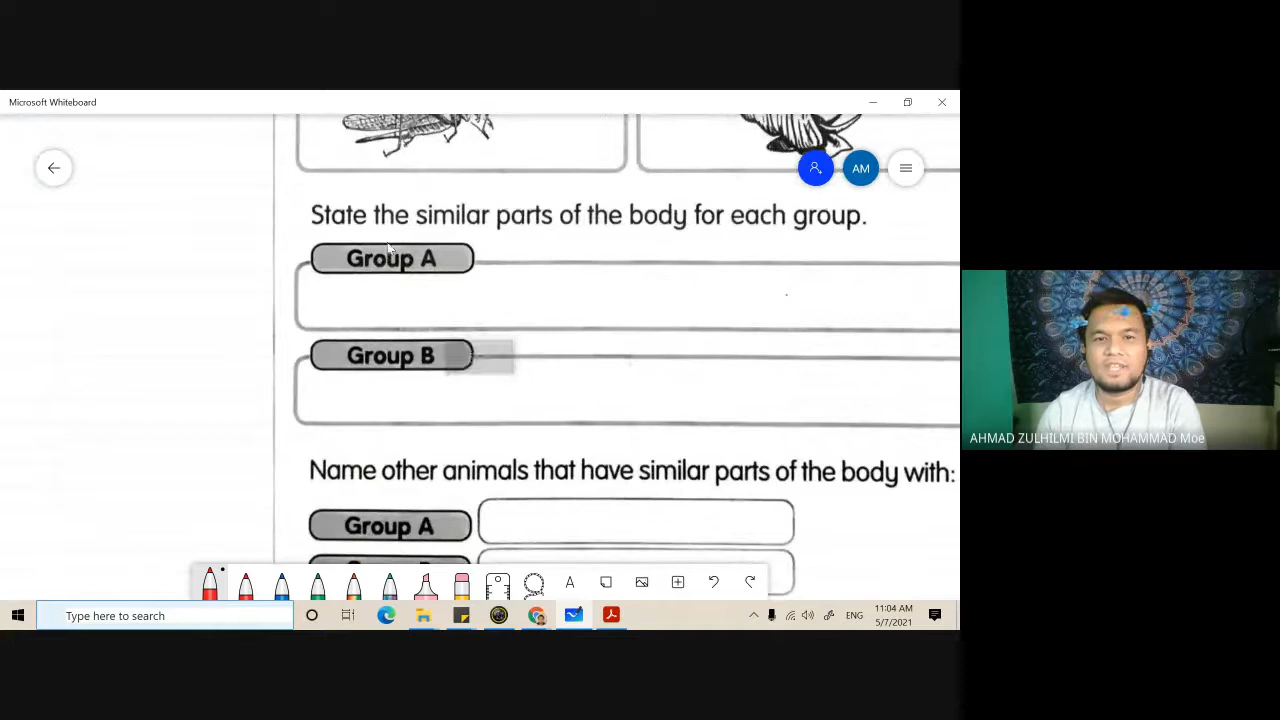 Microsoft Whiteboard
AM
State the similar parts of the body for each group.
Group A
Group B
Name other animals that have similar parts of the body with:
Group A
A
Type here to search
ENG
11:04 AM
5/7/2021
AHMAD ZULHILMI BIN MOHAMMAD Moe